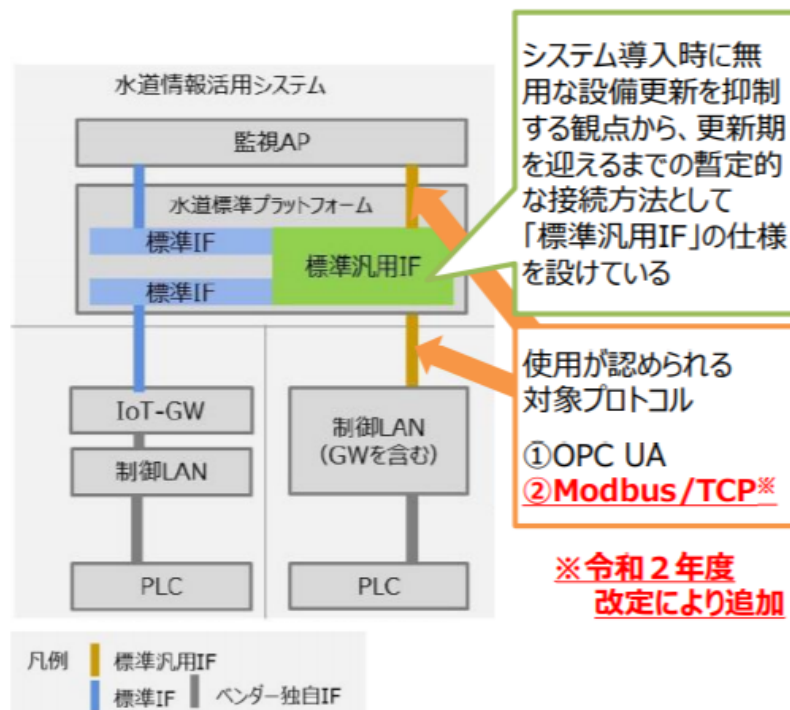 水道情報活用システム
監視AP
水道標準プラットフォーム
標準IF
標準汎用IF
標準IF
IoT-GW
制御LAN
PLC
制御LAN
(GWを含む)
PLC
システム導入時に無
用な設備更新を抑制
する観点から、更新期
を迎えるまでの暫定的
な接続方法として
「標準汎用IF」の仕様
を設けている
使用が認められる
対象プロトコル
①OPC UA
②Modbus/TCP※
※令和2年度
改定により追加
凡例 標準汎用IF
標準IF ベンダー独自IF